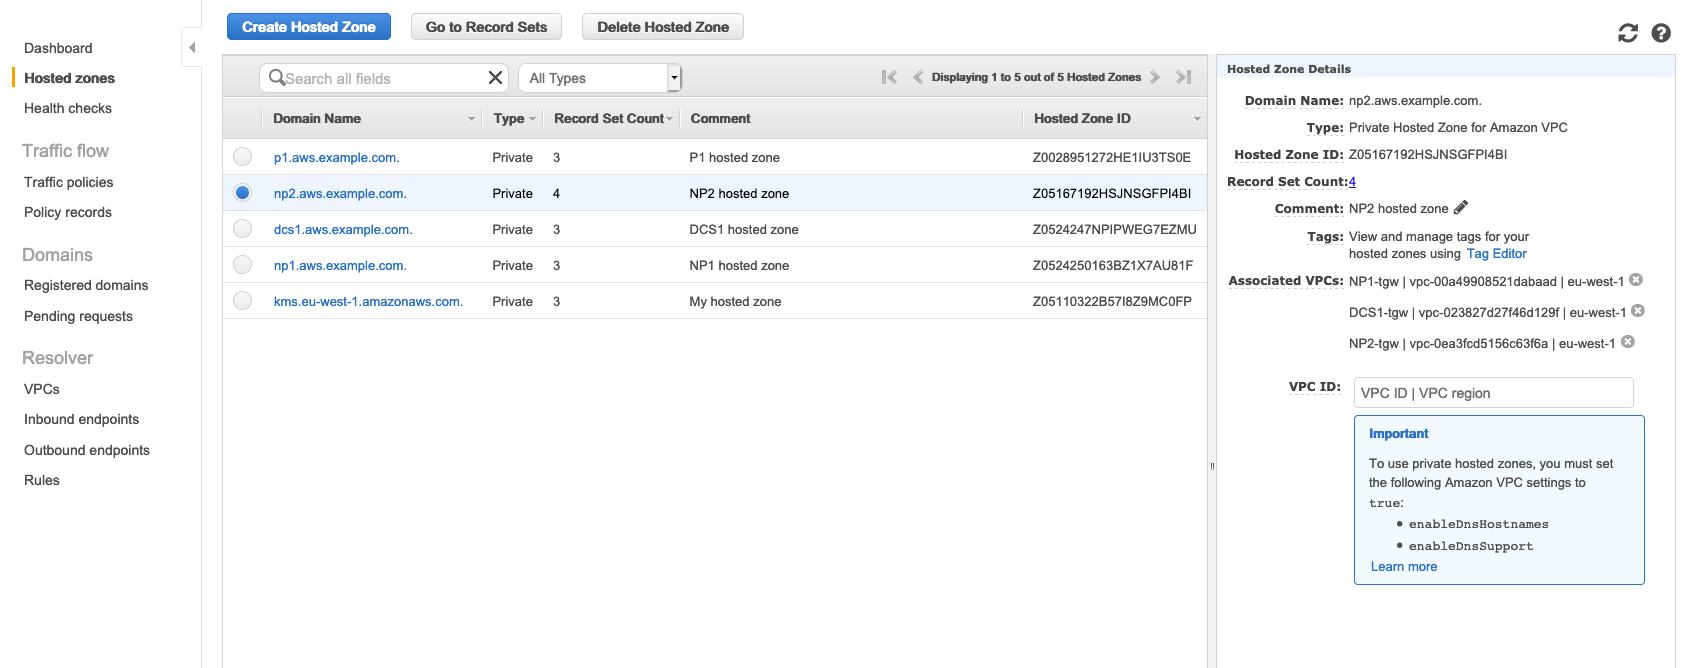 Dashboard
Hosted zones
Health checks
Traffic flow
Traffic policies
Policy records
Domains
Registered domains
Pending requests
Resolver
VPCs
Inbound endpoints
Outbound endpoints
Rules
Create Hosted Zone Go to Record Sets Delete Hosted Zone
Search all fields All Types Displaying 1 to 5 out of 5 Hosted Zones
Domain Name Type Record Set Count Comment Hosted Zone ID
p1.aws.example.com. Private 3 P1 hosted zone Z0028951272HE1IU3TS0E
np2.aws.example.com. Private 4 NP2 hosted zone Z05167192HSJNSGFPI4BI
dcs1.aws.example.com. Private 3 DCS1 hosted zone Z0524247NPIPWEG7EZMU
np1.aws.example.com. Private 3 NP1 hosted zone Z0524250163BZ1X7AU81F
kms.eu-west-1.amazonaws.com. Private 3 My hosted zone Z05110322B57I8Z9MC0FP
Hosted Zone Details
Domain Name: np2.aws.example.com.
Type: Private Hosted Zone for Amazon VPC
Hosted Zone ID: Z05167192HSJNSGFPI4BI
Record Set Count: 4
Comment: NP2 hosted zone
Tags: View and manage tags for your
hosted zones using Tag Editor
Associated VPCs: NP1-tgw | vpc-00a49908521dabaad | eu-west-1
DCS1-tgw | vpc-023827d27f46d129f | eu-west-1
NP2-tgw | vpc-0ea3fcd5156c63f6a | eu-west-1
VPC ID: VPC ID | VPC region
Important
To use private hosted zones, you must set
the following Amazon VPC settings to
true:
• enableDnsHostnames
• enableDnsSupport
Learn more